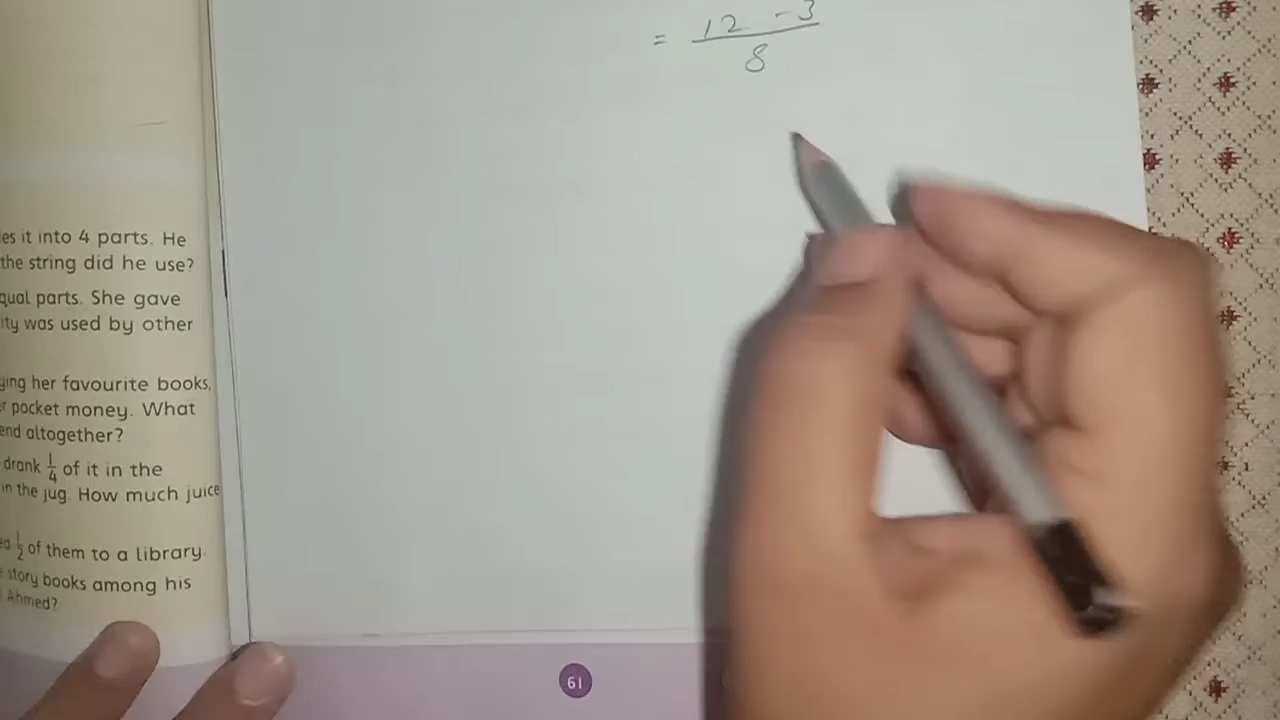 12 - 3
=
8
es it into 4 parts. He
the string did he use?
qual parts. She gave
ity was used by other
ying her favourite books,
r pocket money. What
end altogether?
drank 1/4 of it in the
in the jug. How much juice
1/2 of them to a library.
story books among his
Ahmed?
61